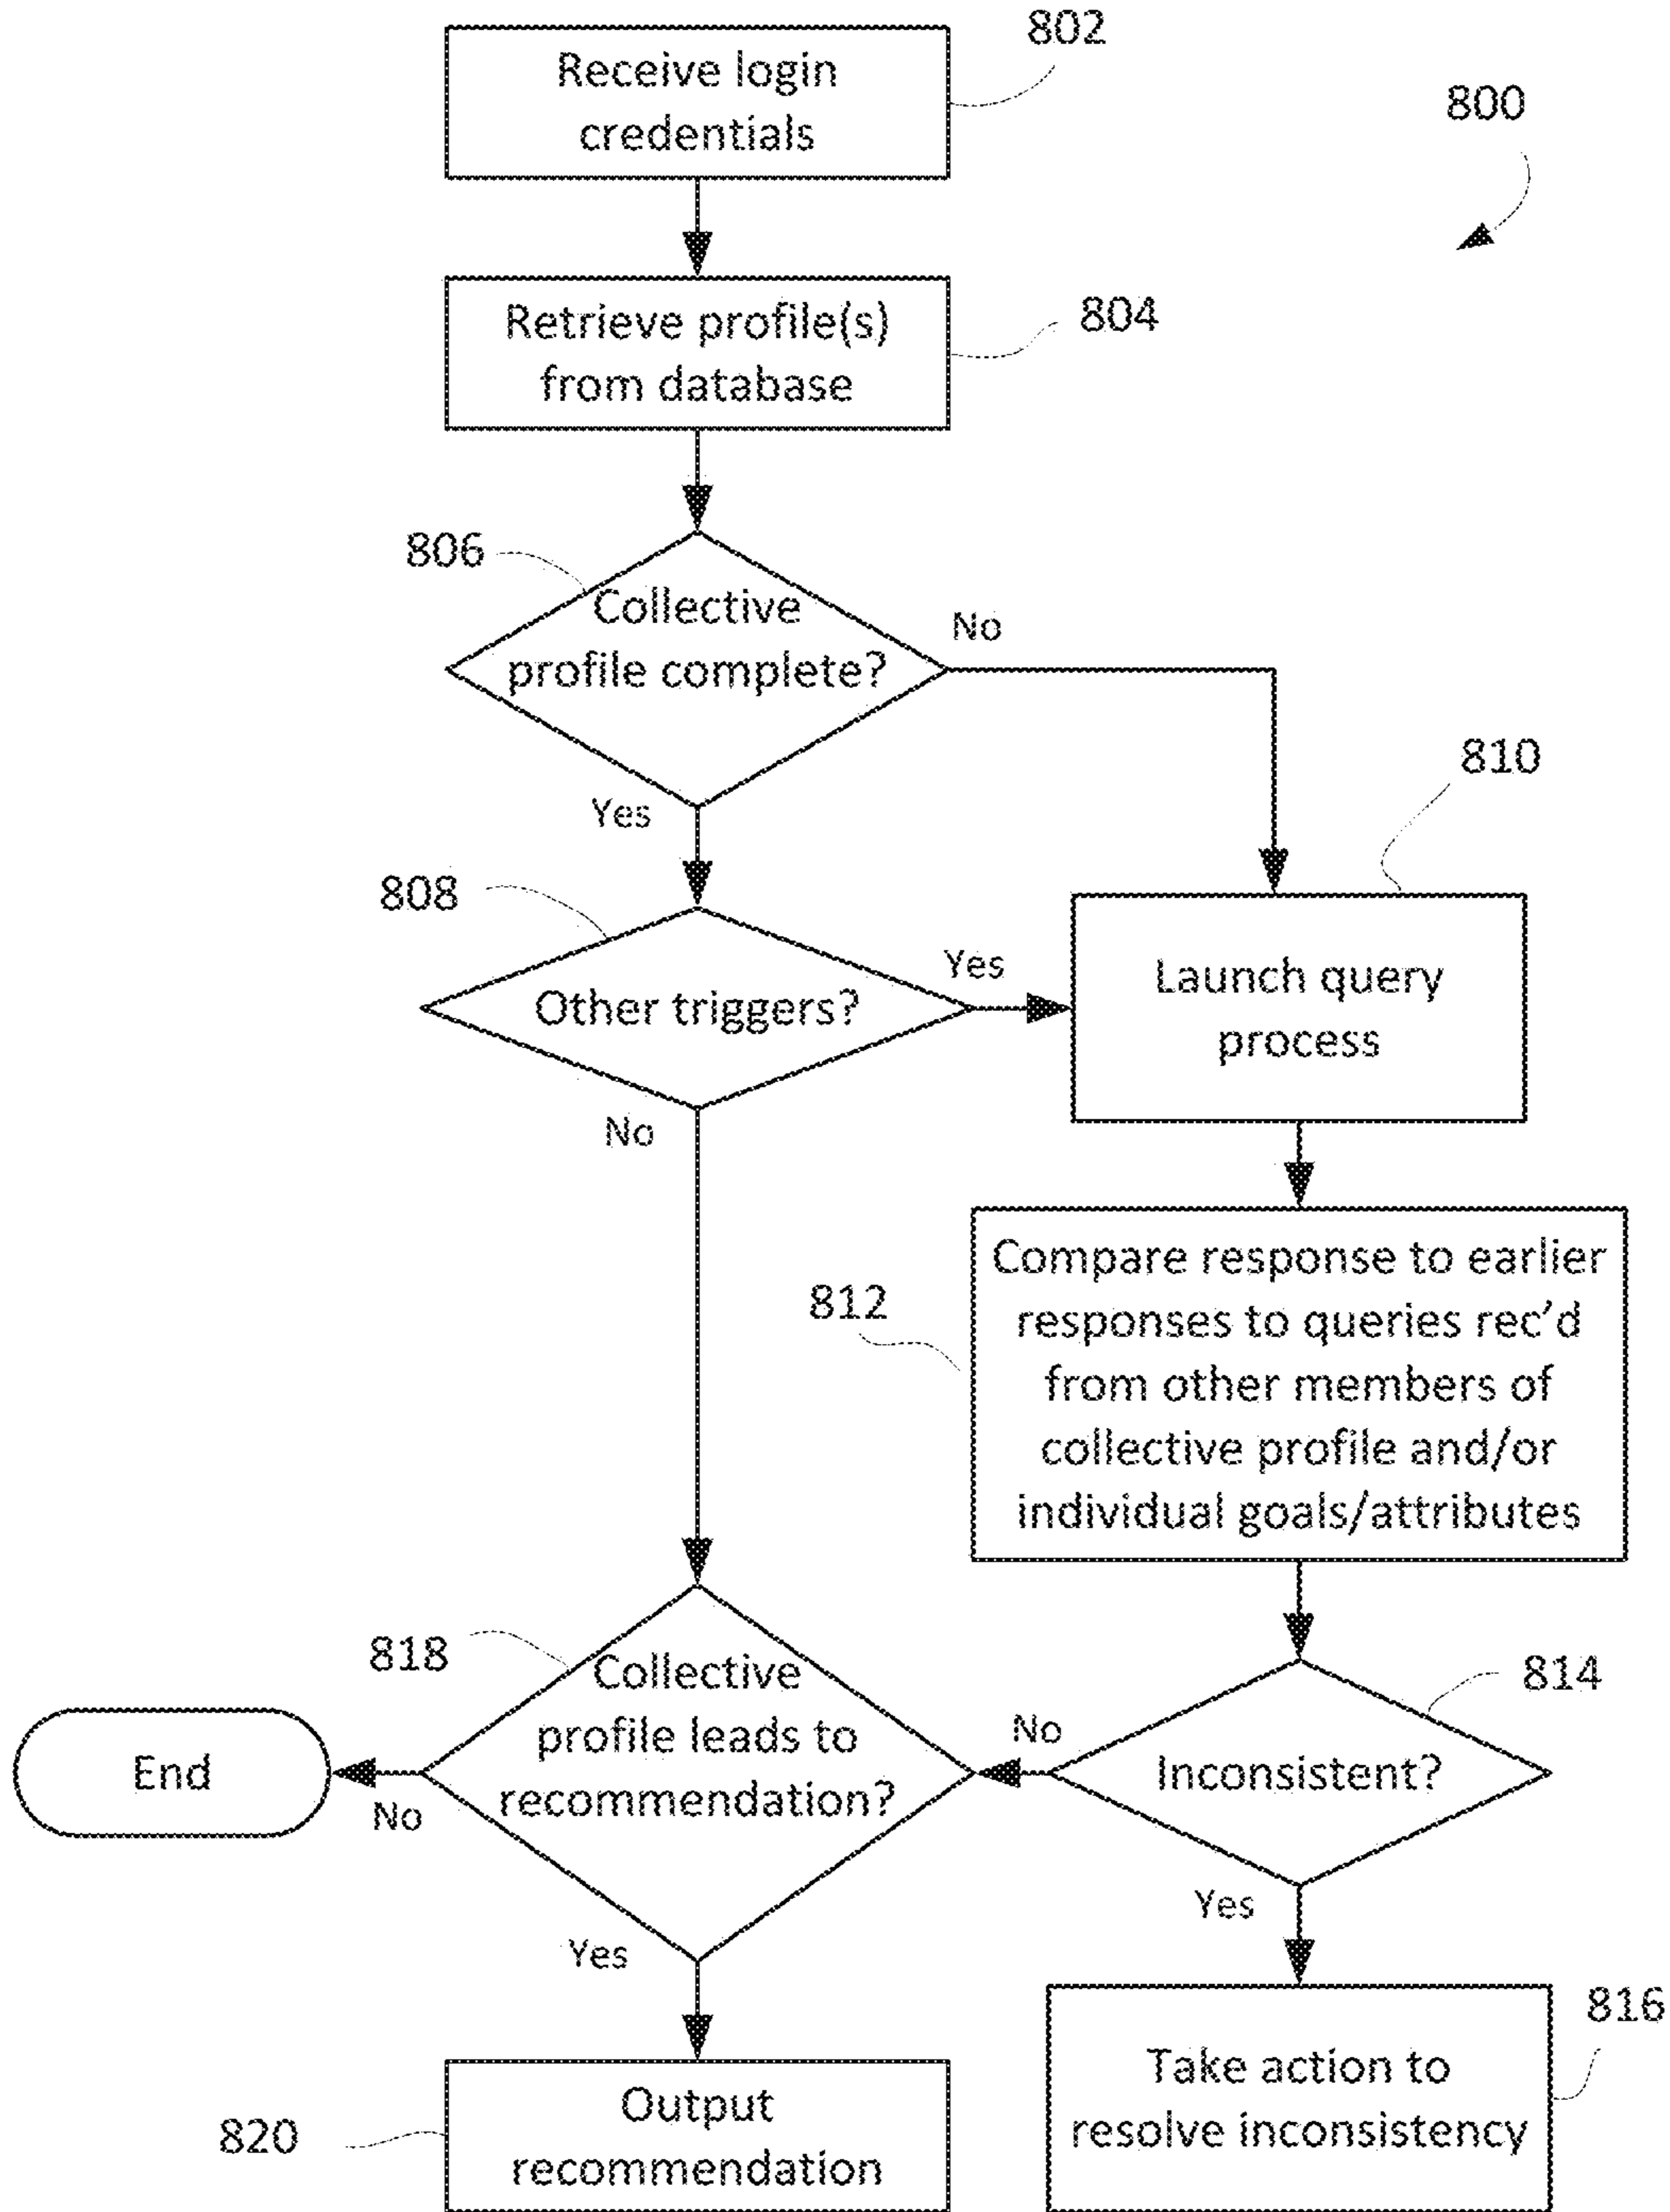 802
Receive login
credentials
800
Retrieve profile(s)
from database
804
806
Collective
profile complete?
No
Yes
810
808
Other triggers?
Yes
No
Launch query
process
812
Compare response to earlier
responses to queries rec’d
from other members of
collective profile and/or
individual goals/attributes
818
Collective
profile leads to
recommendation?
No
Yes
End
814
Inconsistent?
No
Yes
816
Take action to
resolve inconsistency
820
Output
recommendation